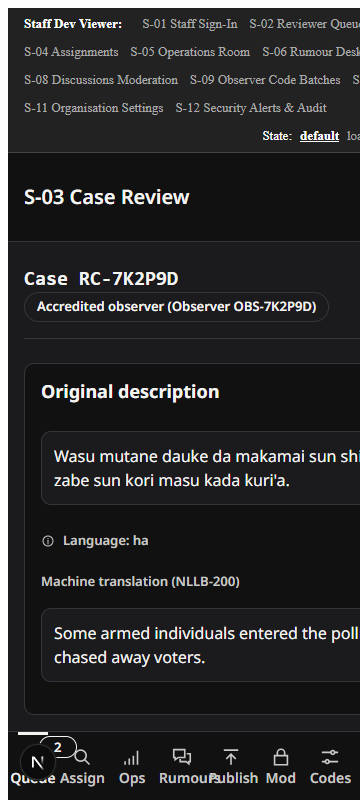 Staff Dev Viewer: S-01 Staff Sign-In S-02 Reviewer Queue
S-04 Assignments S-05 Operations Room S-06 Rumour Desk
S-08 Discussions Moderation S-09 Observer Code Batches
S-11 Organisation Settings S-12 Security Alerts & Audit
State: default
S-03 Case Review
Case RC-7K2P9D
Accredited observer (Observer OBS-7K2P9D)
Original description
Wasu mutane dauke da makamai sun
zabe sun kori masu kada kuri'a.
Language: ha
Machine translation (NLLB-200)
Some armed individuals entered the
chased away voters.
N 2
Queue Assign Ops Rumours Publish Mod Codes